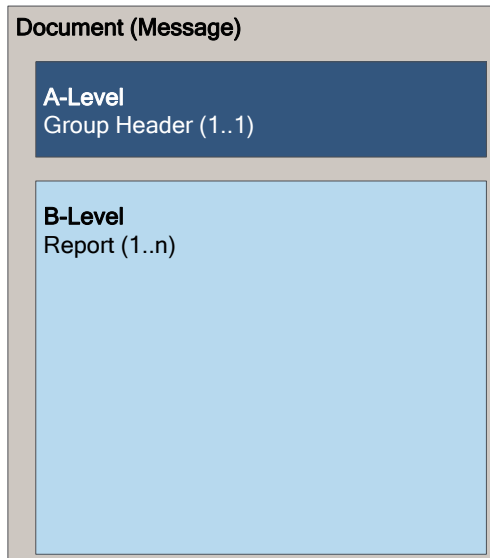 Document (Message)
A-Level
Group Header (1..1)
B-Level
Report (1..n)